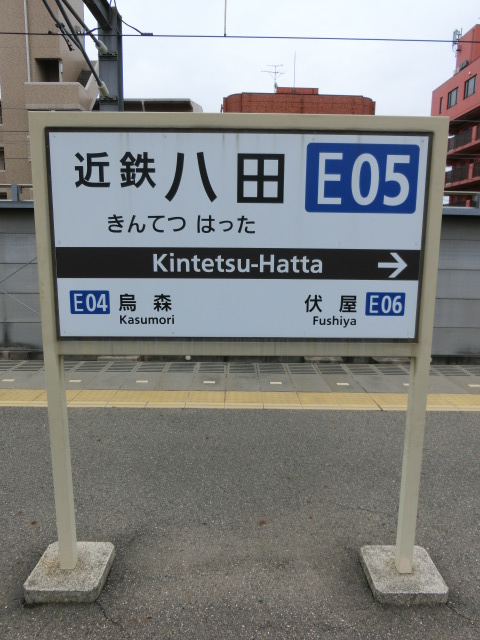 近鉄八田 E05
きんてつ はった
Kintetsu-Hatta →
E04 烏森 伏屋 E06
Kasumori Fushiya